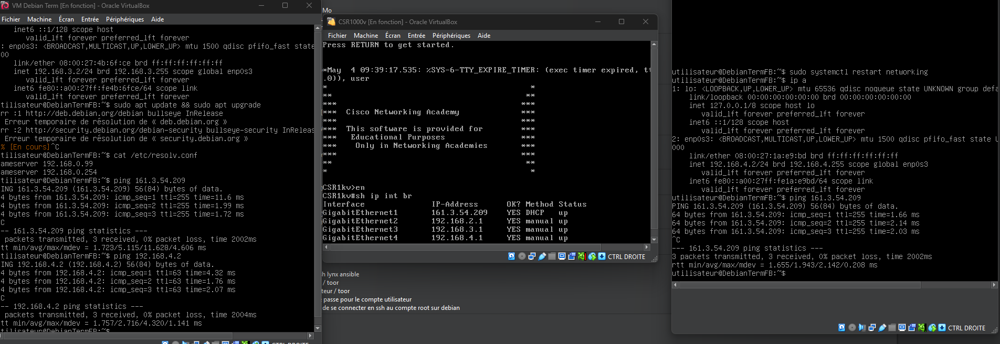 VM Debian Term [En fonction] - Oracle VirtualBox
Fichier Machine Écran Entrée Périphériques Aide
inet6 ::1/128 scope host
valid_lft forever preferred_lft forever
: enp0s3: <BROADCAST,MULTICAST,UP,LOWER_UP> mtu 1500 qdisc pfifo_fast state
00
link/ether 08:00:27:4b:6f:ce brd ff:ff:ff:ff:ff:ff
inet 192.168.3.2/24 brd 192.168.3.255 scope global enp0s3
valid_lft forever preferred_lft forever
inet6 fe80::a00:27ff:fe4b:6fce/64 scope link
valid_lft forever preferred_lft forever
tilisateur@DebianTermFB:~$ sudo apt update && sudo apt upgrade
rr :1 http://deb.debian.org/debian bullseye InRelease
Erreur temporaire de résolution de « deb.debian.org »
rr :2 http://security.debian.org/debian-security bullseye-security InReleas
Erreur temporaire de résolution de « security.debian.org »
% [En cours]^C
tilisateur@DebianTermFB:~$ cat /etc/resolv.conf
ameserver 192.168.0.99
ameserver 192.168.0.254
tilisateur@DebianTermFB:~$ ping 161.3.54.209
ING 161.3.54.209 (161.3.54.209) 56(84) bytes of data.
4 bytes from 161.3.54.209: icmp_seq=1 ttl=255 time=11.6 ms
4 bytes from 161.3.54.209: icmp_seq=2 ttl=255 time=1.99 ms
4 bytes from 161.3.54.209: icmp_seq=3 ttl=255 time=1.72 ms
C
-- 161.3.54.209 ping statistics ---
packets transmitted, 3 received, 0% packet loss, time 2002ms
tt min/avg/max/mdev = 1.723/5.115/11.628/4.606 ms
tilisateur@DebianTermFB:~$ ping 192.168.4.2
ING 192.168.4.2 (192.168.4.2) 56(84) bytes of data.
4 bytes from 192.168.4.2: icmp_seq=1 ttl=63 time=4.32 ms
4 bytes from 192.168.4.2: icmp_seq=2 ttl=63 time=1.76 ms
4 bytes from 192.168.4.2: icmp_seq=3 ttl=63 time=2.07 ms
C
-- 192.168.4.2 ping statistics ---
packets transmitted, 3 received, 0% packet loss, time 2004ms
tt min/avg/max/mdev = 1.757/2.716/4.320/1.141 ms
tilisateur@DebianTermFB:~$
CTRL DROITE
Mo
CSR1000v [En fonction] - Oracle VirtualBox
Fichier Machine Écran Entrée Périphériques Aide
Press RETURN to get started.
*May  4 09:39:17.535: %SYS-6-TTY_EXPIRE_TIMER: (exec timer expired, tt
.0)), user
* *
** **
*** ***
*** Cisco Networking Academy ***
*** ***
*** This software is provided for ***
*** Educational Purposes ***
*** Only in Networking Academies ***
*** ***
** **
* *
CSR1kv>en
CSR1kv#sh ip int br
Interface IP-Address OK? Method Status
GigabitEthernet1 161.3.54.209 YES DHCP up
GigabitEthernet2 192.168.2.1 YES manual up
GigabitEthernet3 192.168.3.1 YES manual up
GigabitEthernet4 192.168.4.1 YES manual up
CTRL DROITE
h lynx ansible
/ toor
teur / toor
passe pour le compte utilisateur
de se connecter en ssh au compte root sur debian
utilisateur@DebianTermFB:~$ sudo systemctl restart networking
utilisateur@DebianTermFB:~$ ip a
1: lo: <LOOPBACK,UP,LOWER_UP> mtu 65536 qdisc noqueue state UNKNOWN group defa
link/loopback 00:00:00:00:00:00 brd 00:00:00:00:00:00
inet 127.0.0.1/8 scope host lo
valid_lft forever preferred_lft forever
inet6 ::1/128 scope host
valid_lft forever preferred_lft forever
2: enp0s3: <BROADCAST,MULTICAST,UP,LOWER_UP> mtu 1500 qdisc pfifo_fast state U
000
link/ether 08:00:27:1a:e9:bd brd ff:ff:ff:ff:ff:ff
inet 192.168.4.2/24 brd 192.168.4.255 scope global enp0s3
valid_lft forever preferred_lft forever
inet6 fe80::a00:27ff:fe1a:e9bd/64 scope link
valid_lft forever preferred_lft forever
utilisateur@DebianTermFB:~$ ping 161.3.54.209
PING 161.3.54.209 (161.3.54.209) 56(84) bytes of data.
64 bytes from 161.3.54.209: icmp_seq=1 ttl=255 time=1.66 ms
64 bytes from 161.3.54.209: icmp_seq=2 ttl=255 time=2.14 ms
64 bytes from 161.3.54.209: icmp_seq=3 ttl=255 time=2.03 ms
^C
--- 161.3.54.209 ping statistics ---
3 packets transmitted, 3 received, 0% packet loss, time 2002ms
rtt min/avg/max/mdev = 1.655/1.943/2.142/0.208 ms
utilisateur@DebianTermFB:~$
CTRL DROITE